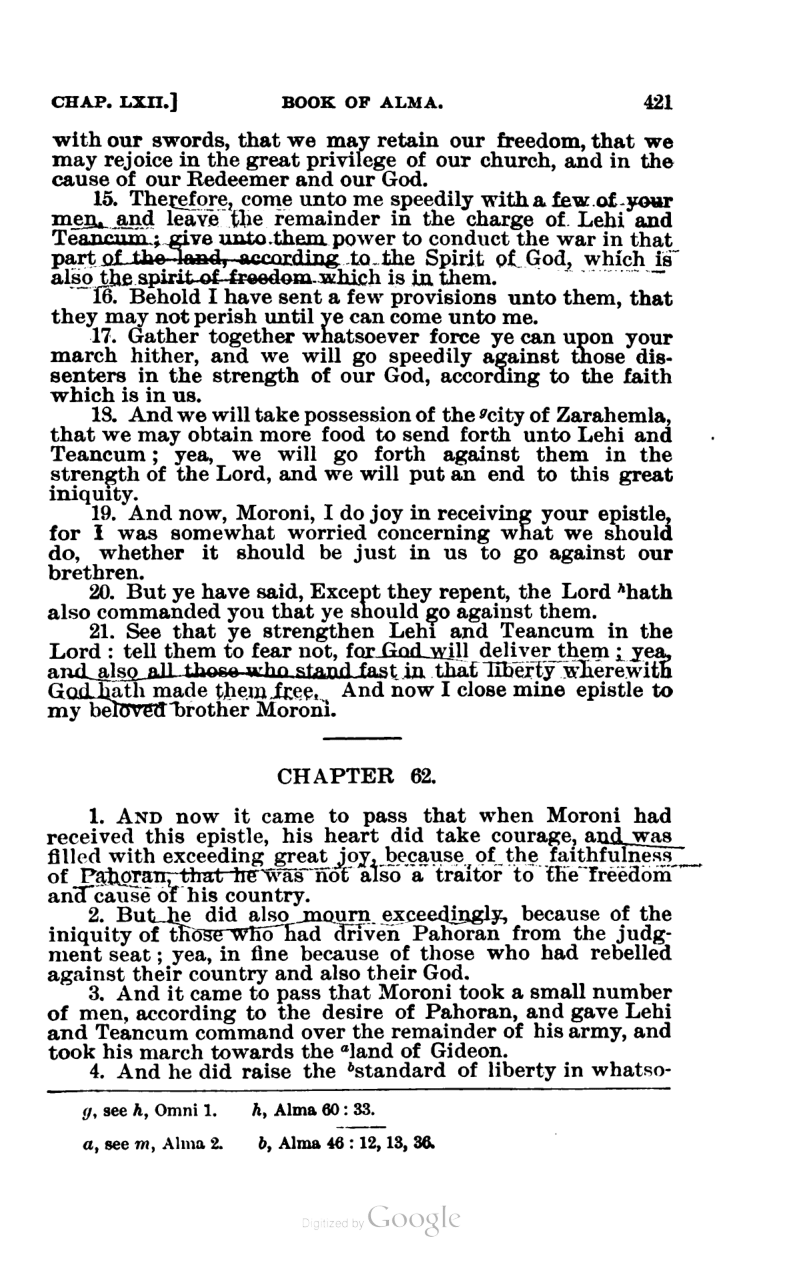 CHAP. LXII.] BOOK OF ALMA. 421
with our swords, that we may retain our freedom, that we
may rejoice in the great privilege of our church, and in the
cause of our Redeemer and our God.
15. Therefore, come unto me speedily with a few of your
men, and leave the remainder in the charge of Lehi and
Teancum; give unto them power to conduct the war in that
part of the land, according to the Spirit of God, which is
also the spirit of freedom which is in them.
16. Behold I have sent a few provisions unto them, that
they may not perish until ye can come unto me.
17. Gather together whatsoever force ye can upon your
march hither, and we will go speedily against those dis-
senters in the strength of our God, according to the faith
which is in us.
18. And we will take possession of the gcity of Zarahemla,
that we may obtain more food to send forth unto Lehi and
Teancum; yea, we will go forth against them in the
strength of the Lord, and we will put an end to this great
iniquity.
19. And now, Moroni, I do joy in receiving your epistle,
for I was somewhat worried concerning what we should
do, whether it should be just in us to go against our
brethren.
20. But ye have said, Except they repent, the Lord hhath
also commanded you that ye should go against them.
21. See that ye strengthen Lehi and Teancum in the
Lord: tell them to fear not, for God will deliver them; yea,
and also all those who stand fast in that liberty wherewith
God hath made them free. And now I close mine epistle to
my beloved brother Moroni.
CHAPTER 62.
1. AND now it came to pass that when Moroni had
received this epistle, his heart did take courage, and was
filled with exceeding great joy, because of the faithfulness
of Pahoran, that he was not also a traitor to the freedom
and cause of his country.
2. But he did also mourn exceedingly, because of the
iniquity of those who had driven Pahoran from the judg-
ment seat; yea, in fine because of those who had rebelled
against their country and also their God.
3. And it came to pass that Moroni took a small number
of men, according to the desire of Pahoran, and gave Lehi
and Teancum command over the remainder of his army, and
took his march towards the aland of Gideon.
4. And he did raise the bstandard of liberty in whatso-
g, see h, Omni 1. h, Alma 60: 33.
a, see m, Alma 2. b, Alma 46: 12, 13, 36.
Digitized by Google